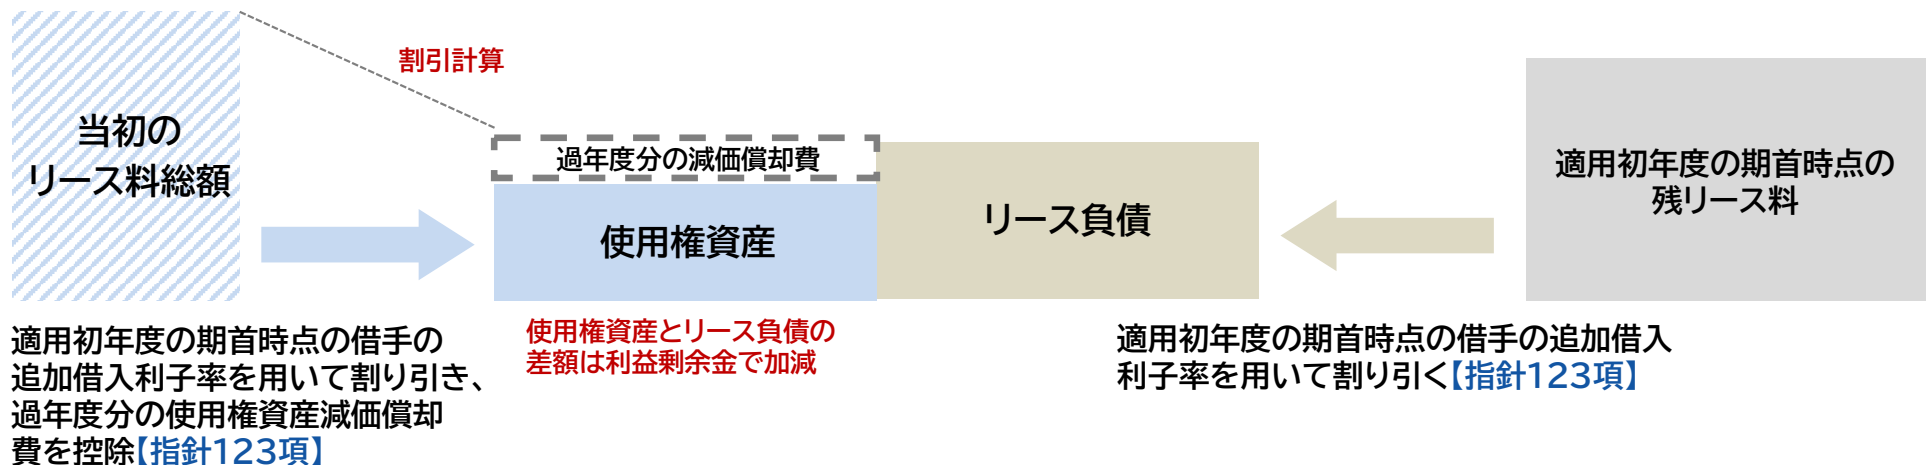 当初の
リース料総額
割引計算
過年度分の減価償却費
使用権資産
リース負債
適用初年度の期首時点の
残リース料
適用初年度の期首時点の借手の
追加借入利子率を用いて割り引き、
過年度分の使用権資産減価償却
費を控除【指針123項】
使用権資産とリース負債の
差額は利益剰余金で加減
適用初年度の期首時点の借手の追加借入
利子率を用いて割り引く【指針123項】